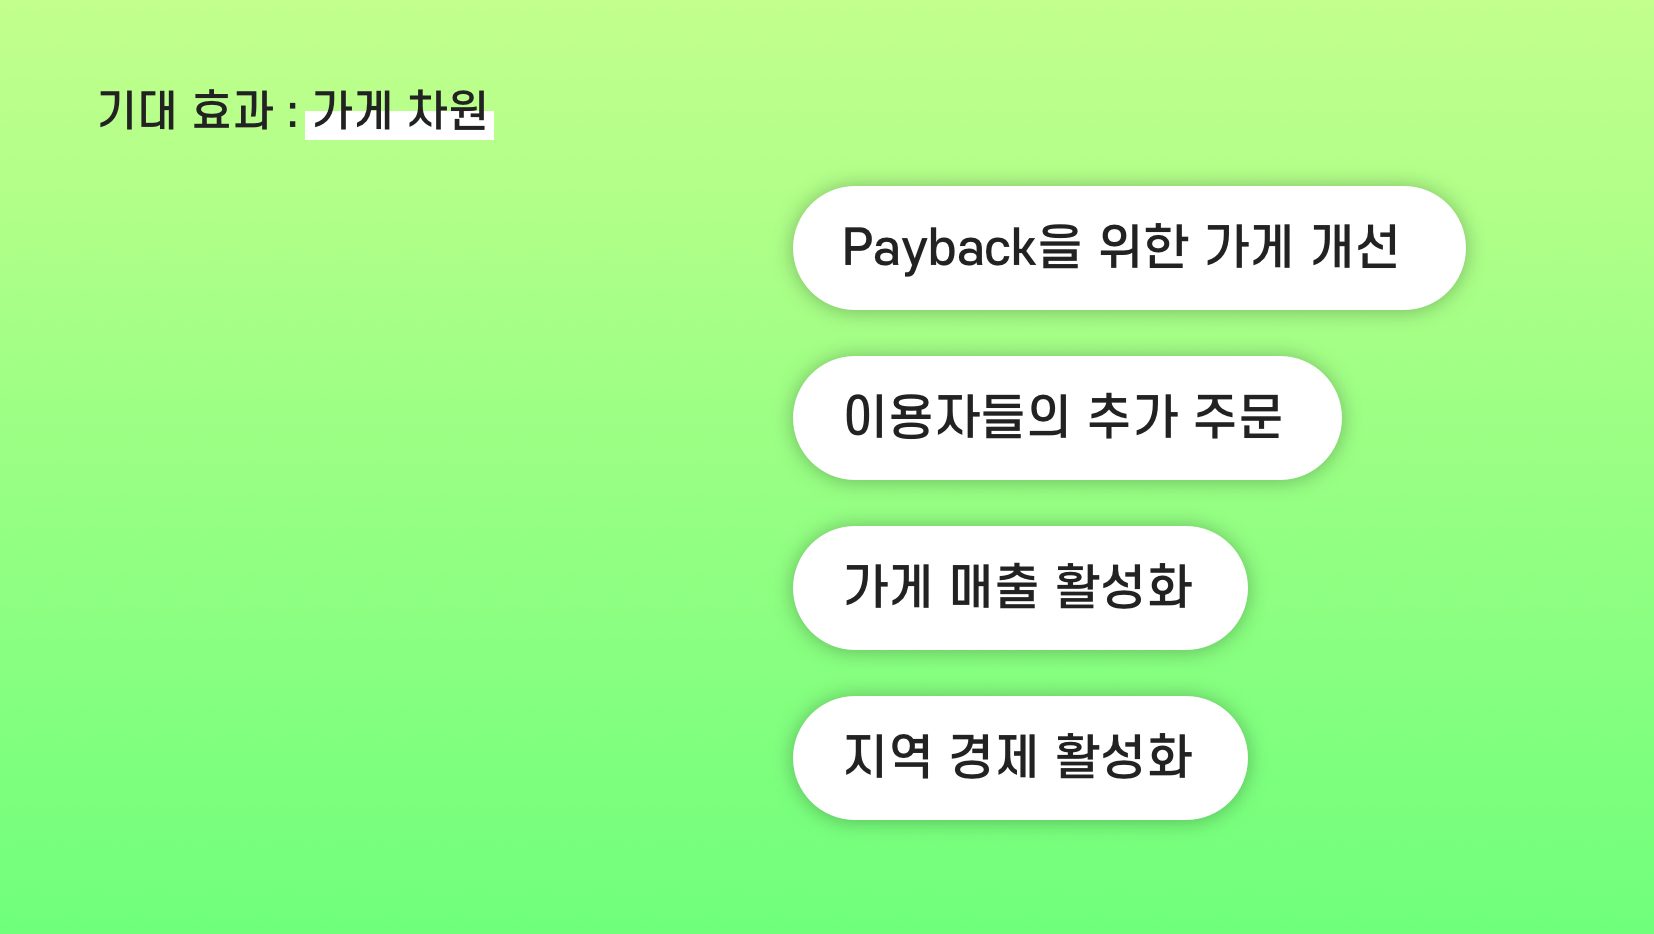 기대 효과 : 가게 차원
Payback을 위한 가게 개선
이용자들의 추가 주문
가게 매출 활성화
지역 경제 활성화